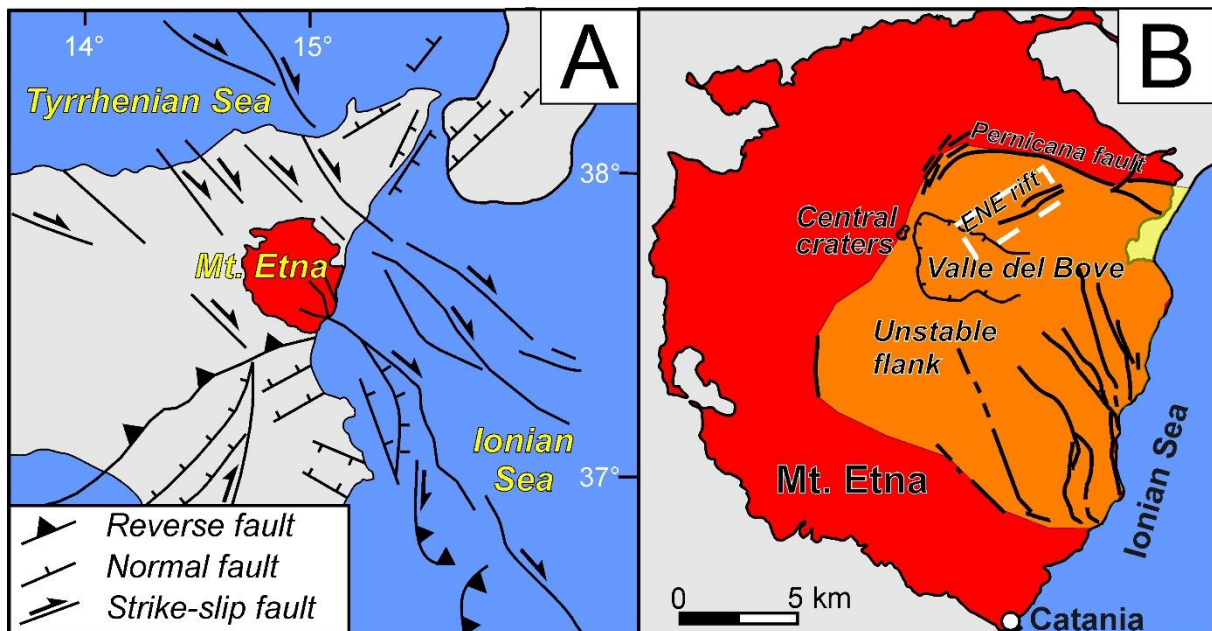 14°
15°
A
Tyrrhenian Sea
38°
Mt. Etna
Ionian
Sea
37°
Reverse fault
Normal fault
Strike-slip fault
B
Pernicana fault
ENE rift
Central
craters
Valle del Bove
Unstable
flank
Mt. Etna
Ionian Sea
0
5 km
Catania